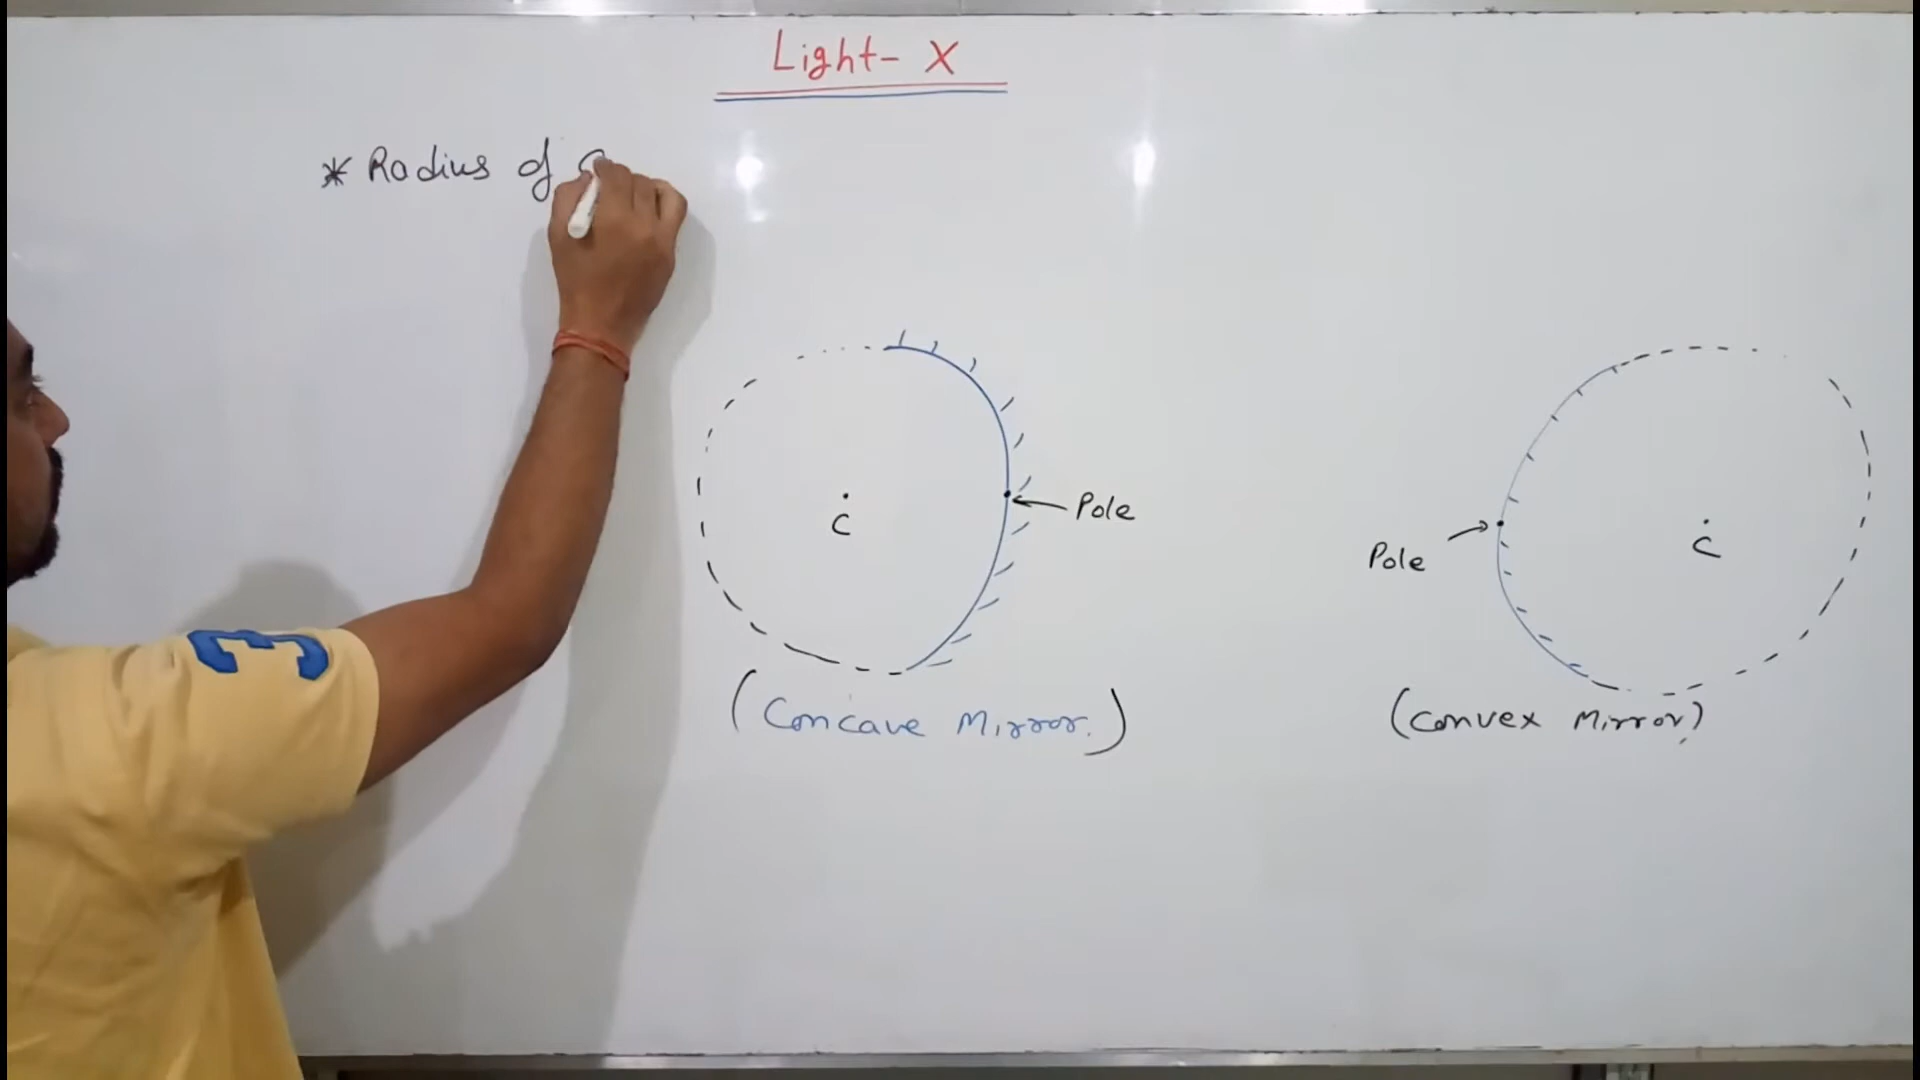 Light- X
* Radius of
C
Pole
(Concave Mirror.)
Pole
C
(Convex Mirror)